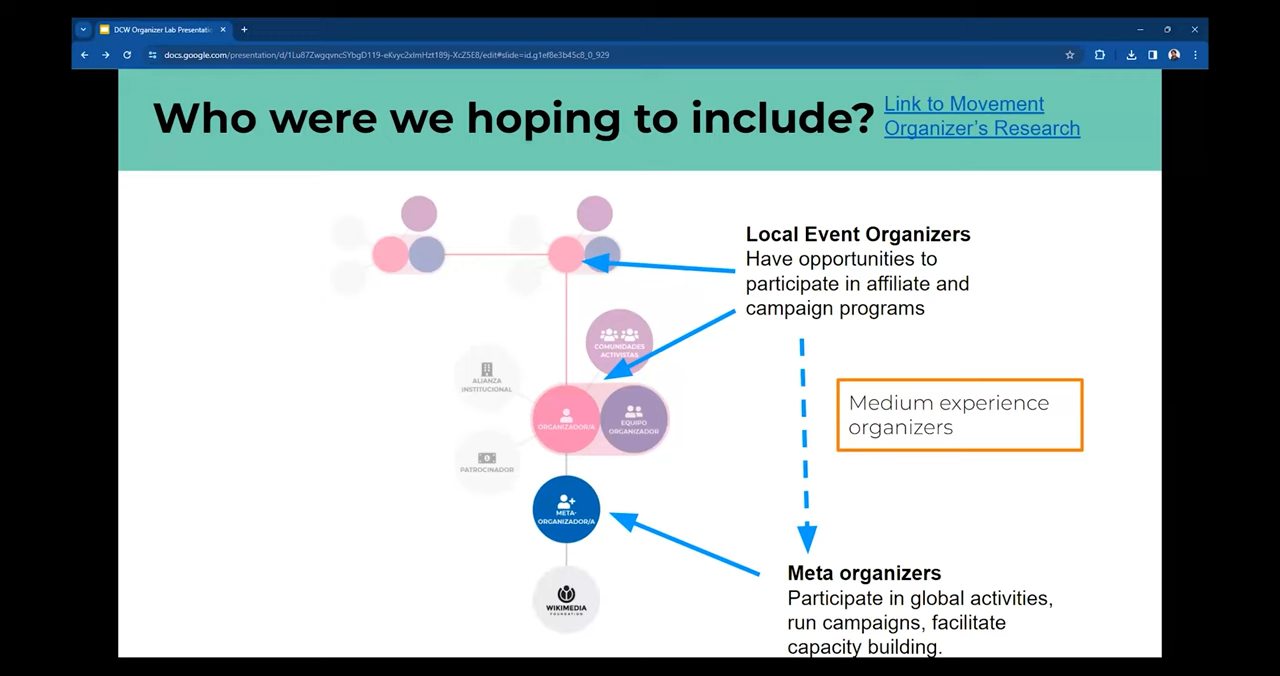 DCW Organizer Lab Presentatio
docs.google.com/presentation/d/1Lu87ZwgqvncSYbgD119-eKvyc2xImHzt189j-XcZ5E8/edit#slide=id.g1ef8e3b45c8_0_929
Who were we hoping to include?
Link to Movement
Organizer's Research
Local Event Organizers
Have opportunities to
participate in affiliate and
campaign programs
COMUNIDADES
ACTIVISTAS
ALIANZA
INSTITUCIONAL
ORGANIZADOR/A
EQUIPO
ORGANIZADOR
Medium experience
organizers
PATROCINADOR
META-
ORGANIZADOR/A
Meta organizers
Participate in global activities,
run campaigns, facilitate
capacity building.
WIKIMEDIA
FOUNDATION